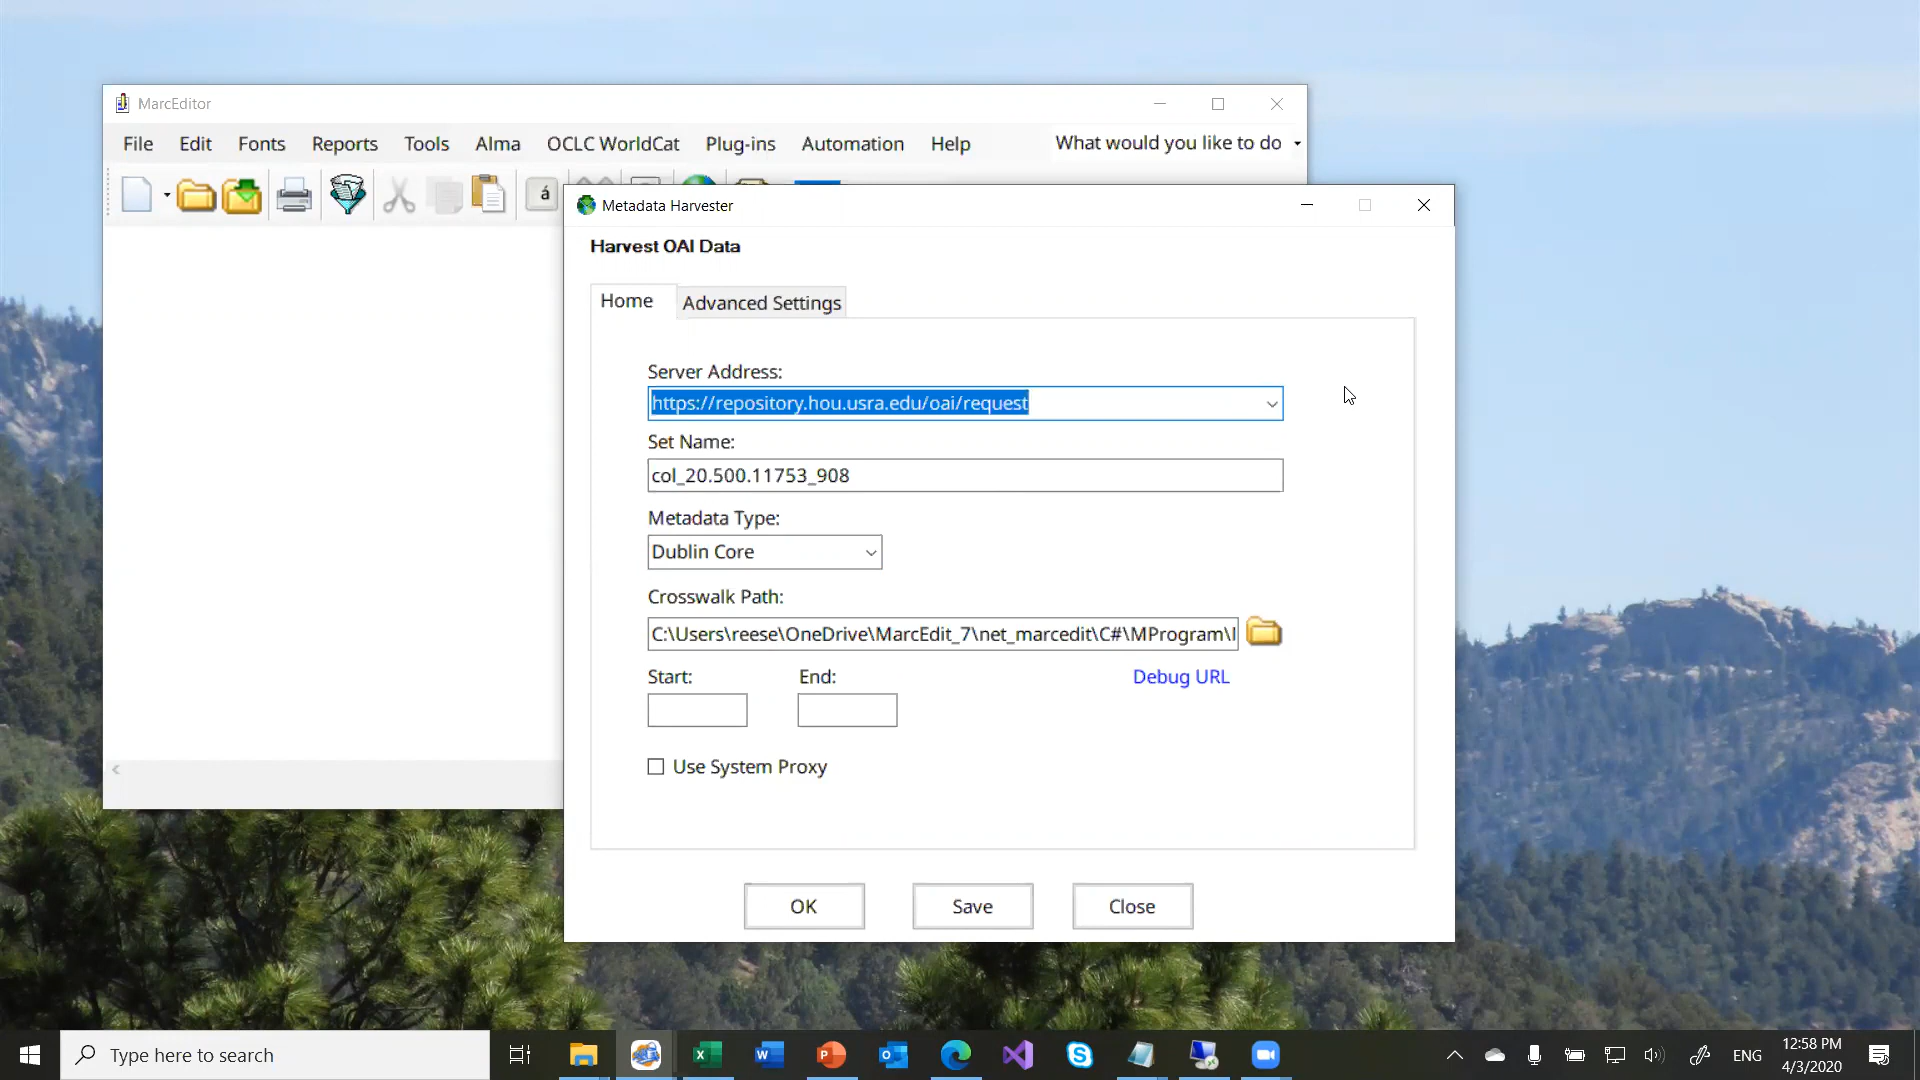 MarcEditor
File Edit Fonts Reports Tools Alma OCLC WorldCat Plug-ins Automation Help What would you like to do
á
Metadata Harvester
Harvest OAI Data
Home Advanced Settings
Server Address:
https://repository.hou.usra.edu/oai/request
Set Name:
col_20.500.11753_908
Metadata Type:
Dublin Core
Crosswalk Path:
C:\Users\reese\OneDrive\MarcEdit_7\net_marcedit\C#\MProgram\
Start: End: Debug URL
Use System Proxy
OK Save Close
Type here to search
ENG
12:58 PM
4/3/2020